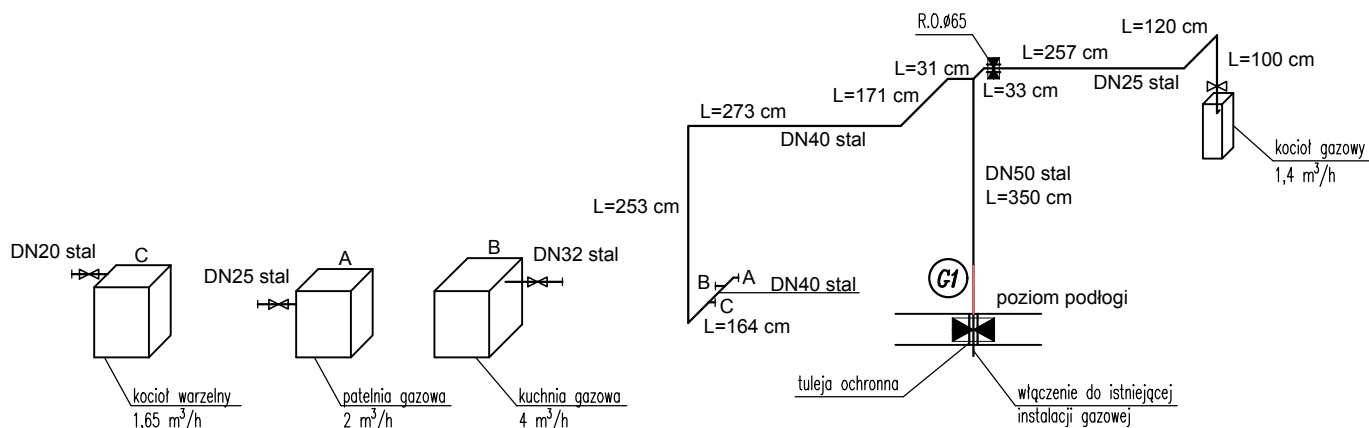 R.O.ø65
L=120 cm
L=257 cm
L=31 cm
L=100 cm
DN25 stal
L=33 cm
L=171 cm
L=273 cm
DN40 stal
kocioł gazowy
1,4 m³/h
DN50 stal
L=350 cm
L=253 cm
DN20 stal
C
DN25 stal
A
B
DN32 stal
B
A
C
DN40 stal
L=164 cm
G1
poziom podłogi
tuleja ochronna
włączenie do istniejącej
instalacji gazowej
kocioł warzelny
1,65 m³/h
patelnia gazowa
2 m³/h
kuchnia gazowa
4 m³/h